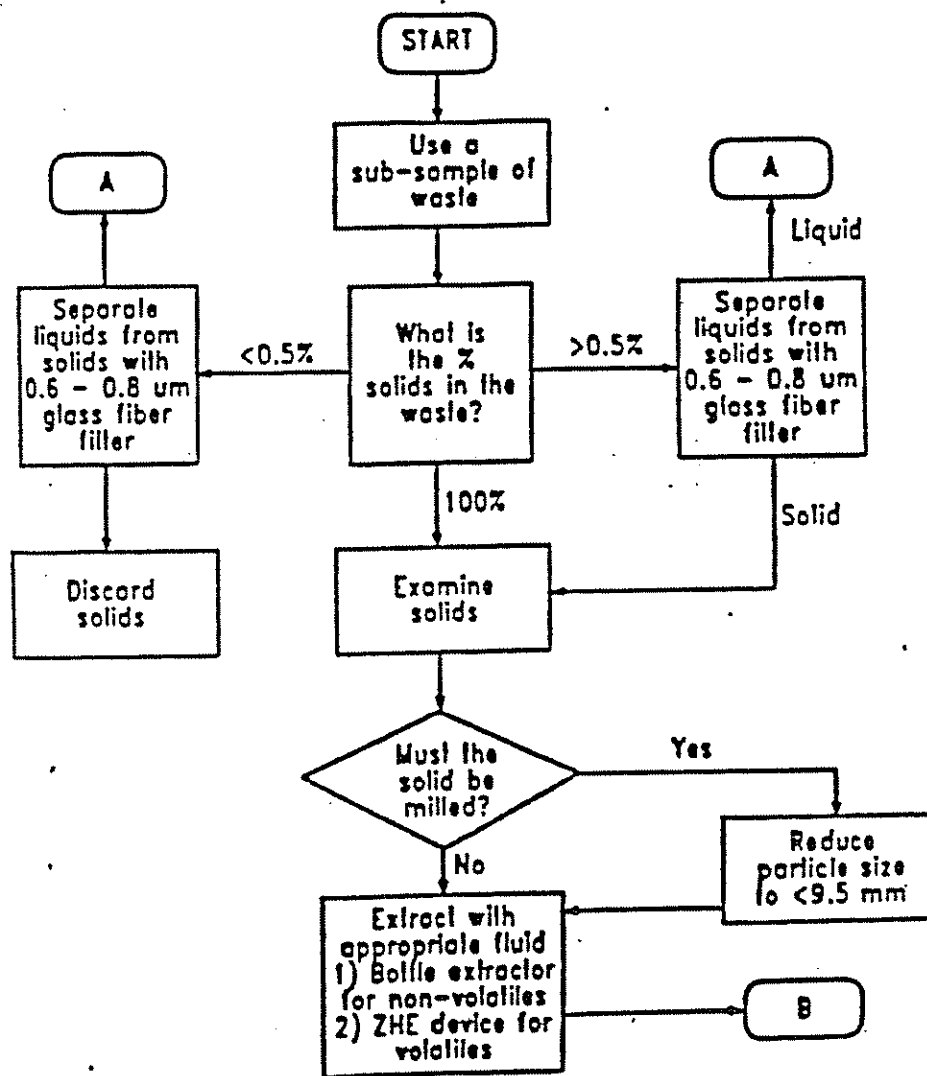 START
Use a
sub-sample of
waste
A
A
Liquid
Separate
liquids from
solids with
0.6 - 0.8 um
glass fiber
filter
<0.5%
What is
the %
solids in the
waste?
>0.5%
Separate
liquids from
solids with
0.6 - 0.8 um
glass fiber
filter
100%
Solid
Discard
solids
Examine
solids
Must the
solid be
milled?
Yes
No
Reduce
particle size
to <9.5 mm
Extract with
appropriate fluid
1) Bottle extractor
for non-volatiles
2) ZHE device for
volatiles
B